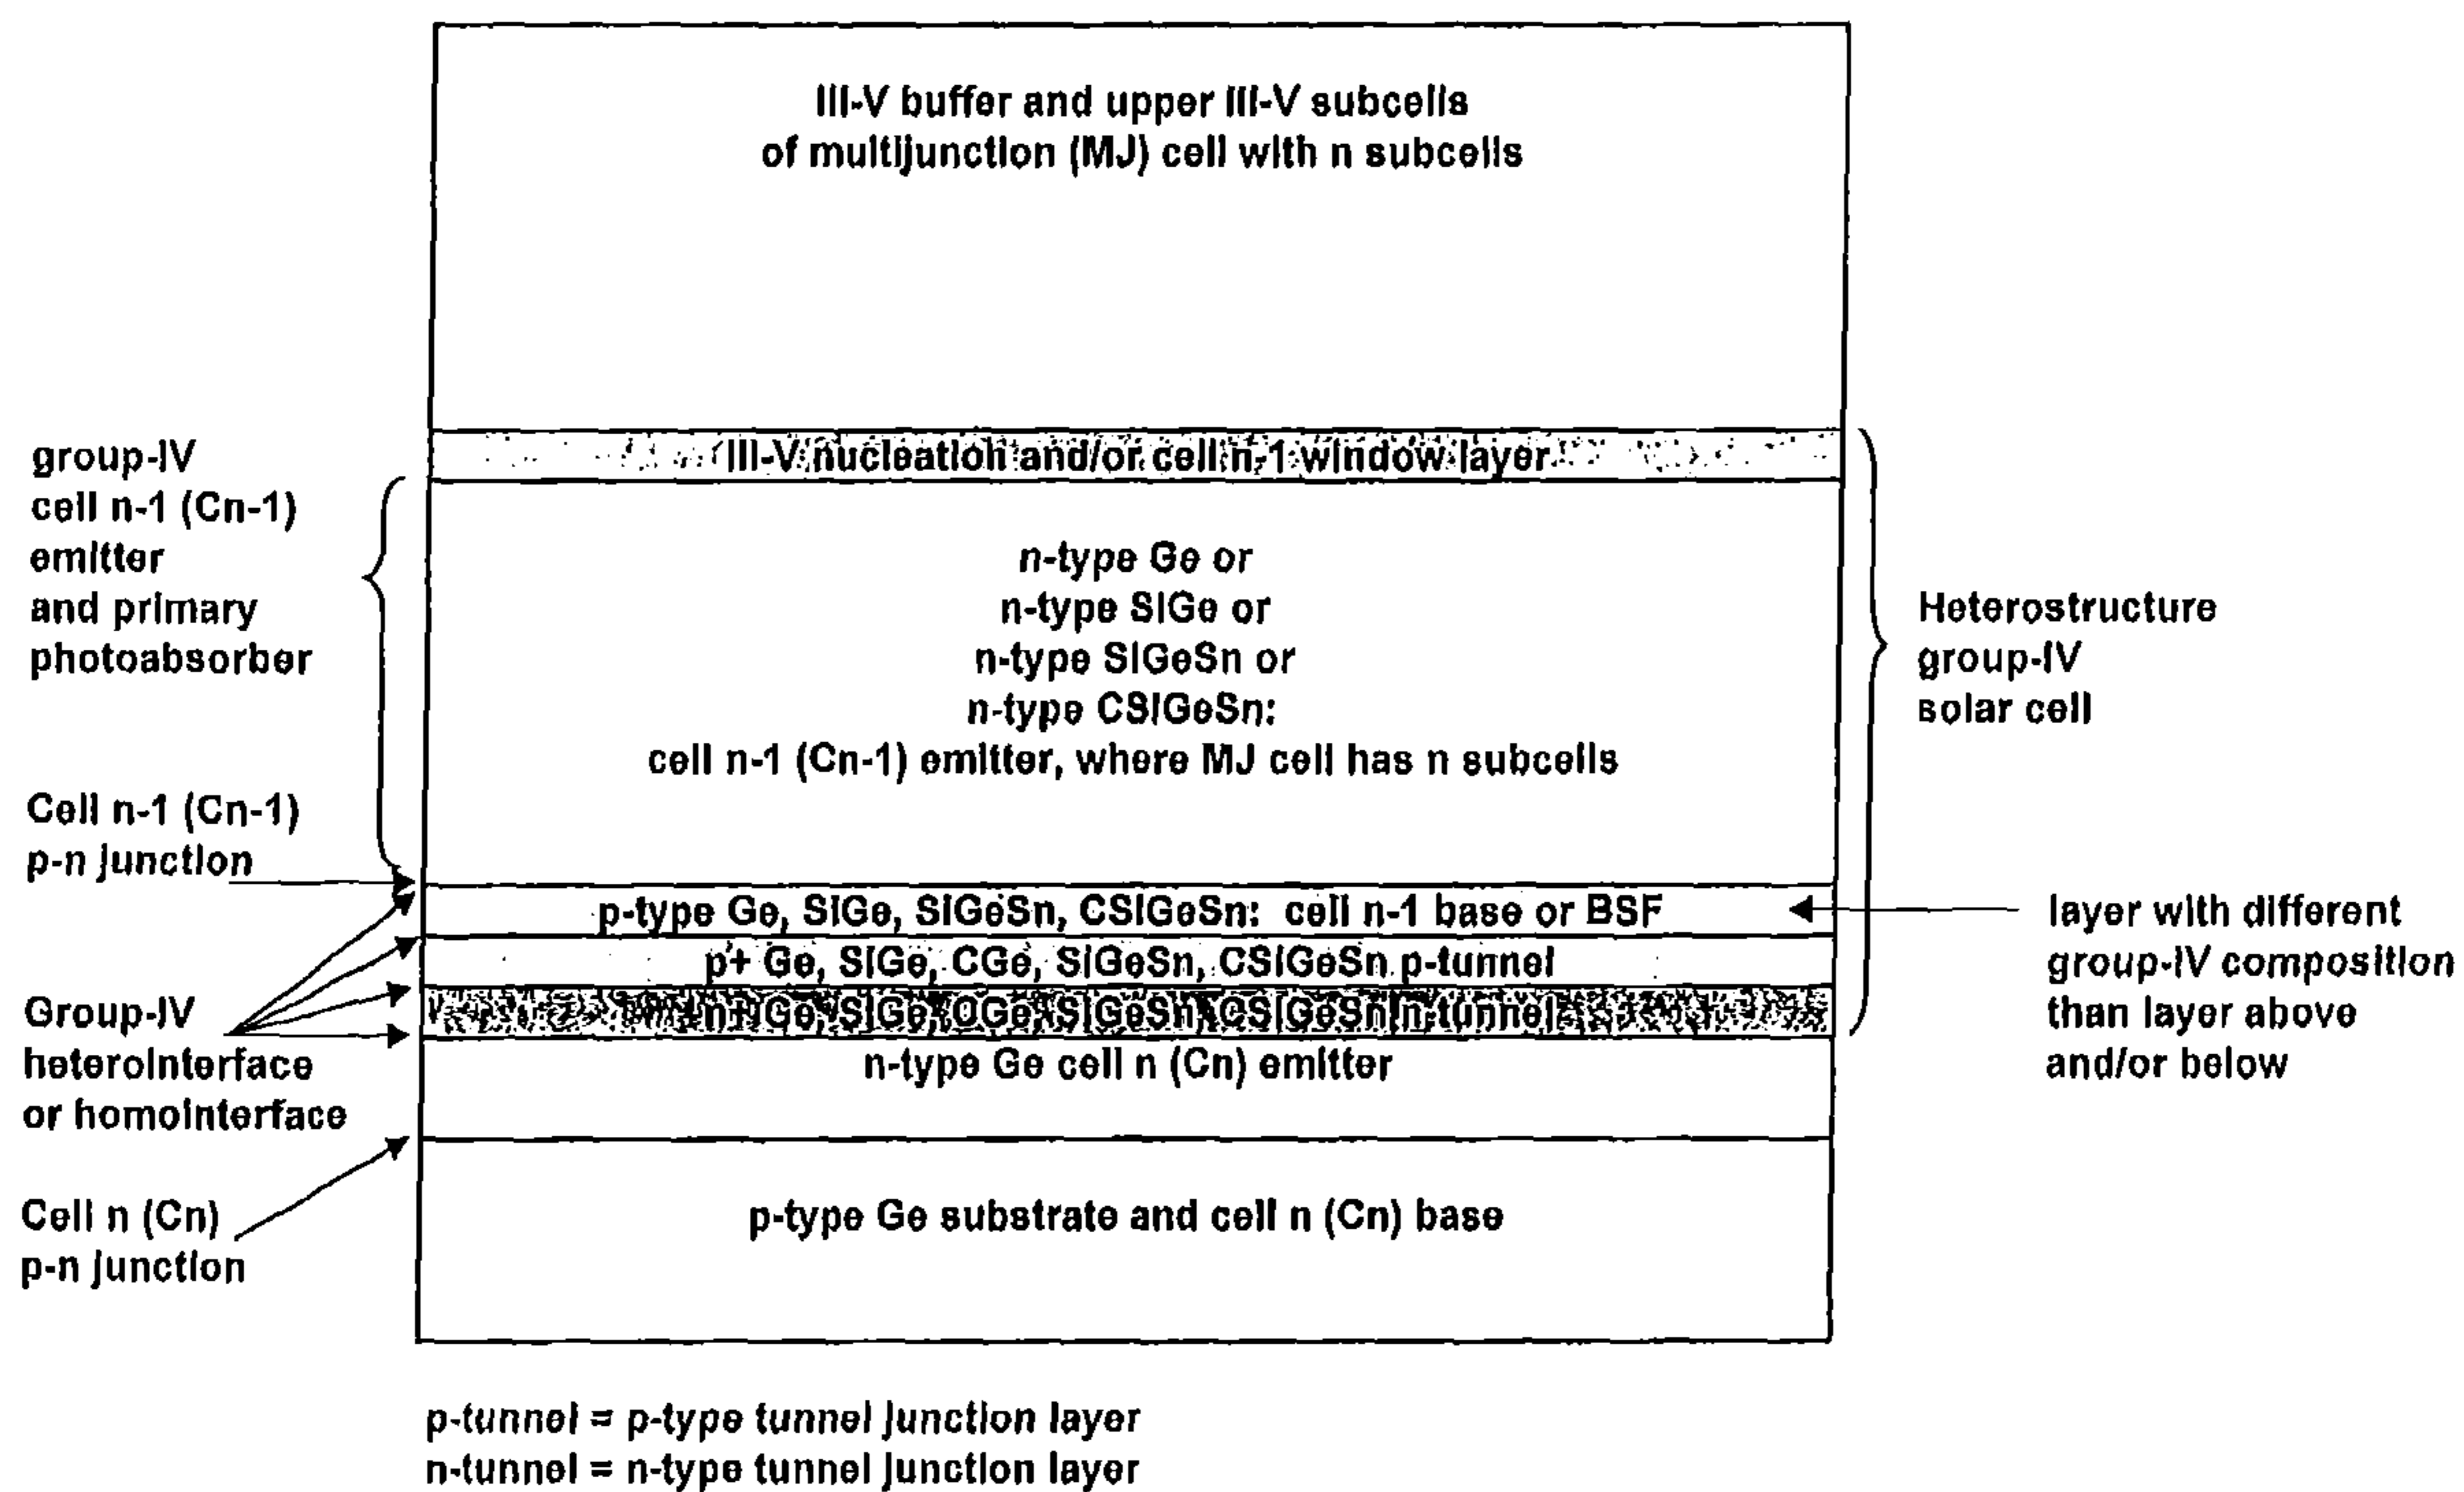 III-V buffer and upper III-V subcells
of multijunction (MJ) cell with n subcells
III-V nucleation and/or cell n-1 window layer
group-IV
cell n-1 (Cn-1)
emitter
and primary
photoabsorber
n-type Ge or
n-type SiGe or
n-type SiGeSn or
n-type CSiGeSn:
cell n-1 (Cn-1) emitter, where MJ cell has n subcells
Heterostructure
group-IV
solar cell
Cell n-1 (Cn-1)
p-n junction
p-type Ge, SiGe, SiGeSn, CSiGeSn: cell n-1 base or BSF
layer with different
group-IV composition
than layer above
and/or below
p+ Ge, SiGe, CGe, SiGeSn, CSiGeSn p-tunnel
n+ Ge, SiGe, CGe, SiGeSn, CSiGeSn n-tunnel
Group-IV
heterointerface
or homointerface
n-type Ge cell n (Cn) emitter
Cell n (Cn)
p-n junction
p-type Ge substrate and cell n (Cn) base
p-tunnel = p-type tunnel junction layer
n-tunnel = n-type tunnel junction layer